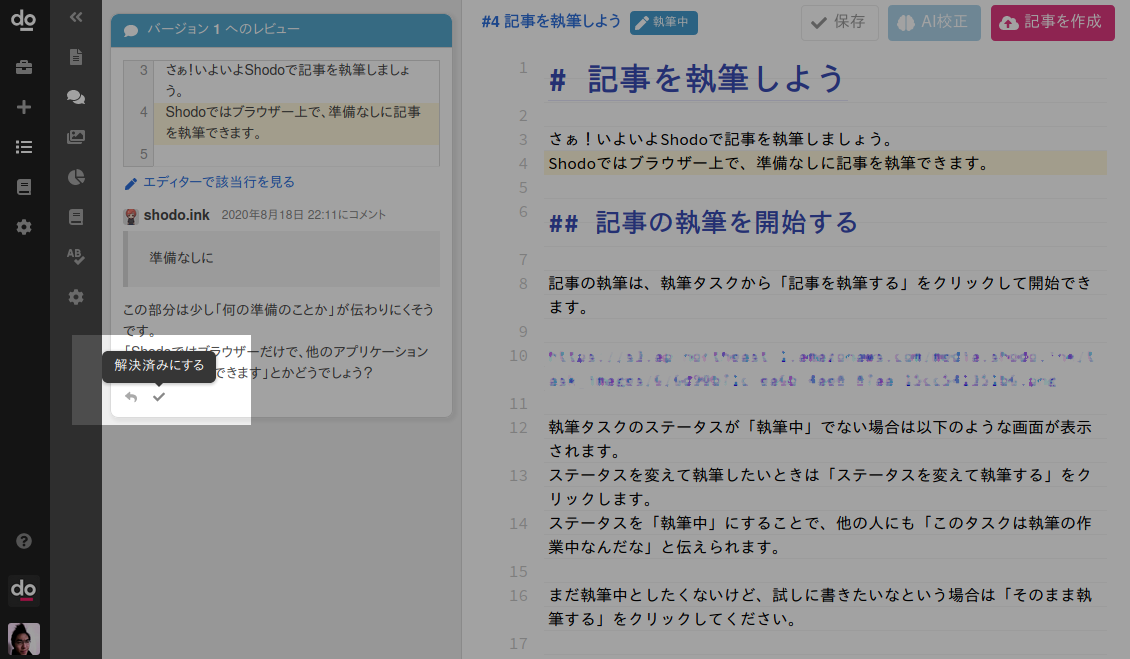 do
AB
do
バージョン 1 へのレビュー
3 さぁ！いよいよShodoで記事を執筆しましょ
う。
4 Shodoではブラウザー上で、準備なしに記事
を執筆できます。
5
エディターで該当行を見る
shodo.ink 2020年8月18日 22:11にコメント
準備なしに
この部分は少し「何の準備のことか」が伝わりにくそう
です。
「Shodoではブラウザーだけで、他のアプリケーション
できます」とかどうでしょう？
解決済みにする
#4 記事を執筆しよう 執筆中 保存 AI校正 記事を作成
1 # 記事を執筆しよう
2
3 さぁ！いよいよShodoで記事を執筆しましょう。
4 Shodoではブラウザー上で、準備なしに記事を執筆できます。
5
6 ## 記事の執筆を開始する
7
8 記事の執筆は、執筆タスクから「記事を執筆する」をクリックして開始でき
ます。
9
10
11
12 執筆タスクのステータスが「執筆中」でない場合は以下のような画面が表示
されます。
13 ステータスを変えて執筆したいときは「ステータスを変えて執筆する」をク
リックします。
14 ステータスを「執筆中」にすることで、他の人にも「このタスクは執筆の作
業中なんだな」と伝えられます。
15
16 まだ執筆中としたくないけど、試しに書きたいなという場合は「そのまま執
筆する」をクリックしてください。
17